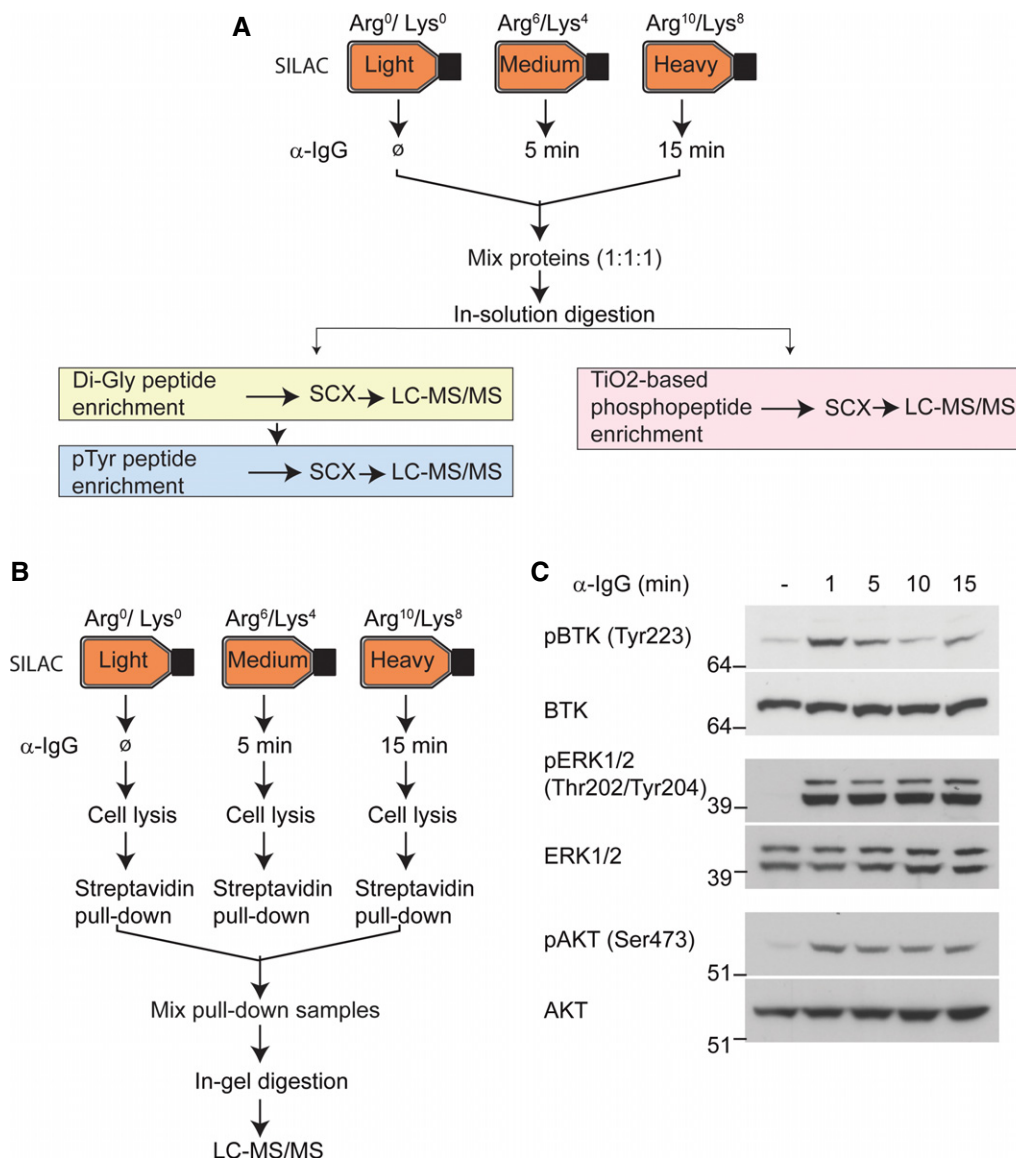 A
Arg⁰/ Lys⁰ Arg⁶/Lys⁴ Arg¹⁰/Lys⁸
SILAC Light Medium Heavy
α-IgG ø 5 min 15 min
Mix proteins (1:1:1)
In-solution digestion
Di-Gly peptide
enrichment
SCX LC-MS/MS
pTyr peptide
enrichment
SCX LC-MS/MS
TiO2-based
phosphopeptide
enrichment
SCX LC-MS/MS
B
Arg⁰/ Lys⁰ Arg⁶/Lys⁴ Arg¹⁰/Lys⁸
SILAC Light Medium Heavy
α-IgG ø 5 min 15 min
Cell lysis Cell lysis Cell lysis
Streptavidin Streptavidin Streptavidin
pull-down pull-down pull-down
Mix pull-down samples
In-gel digestion
LC-MS/MS
C
α-IgG (min) - 1 5 10 15
pBTK (Tyr223)
64
BTK
64
pERK1/2
(Thr202/Tyr204)
39
ERK1/2
39
pAKT (Ser473)
51
AKT
51